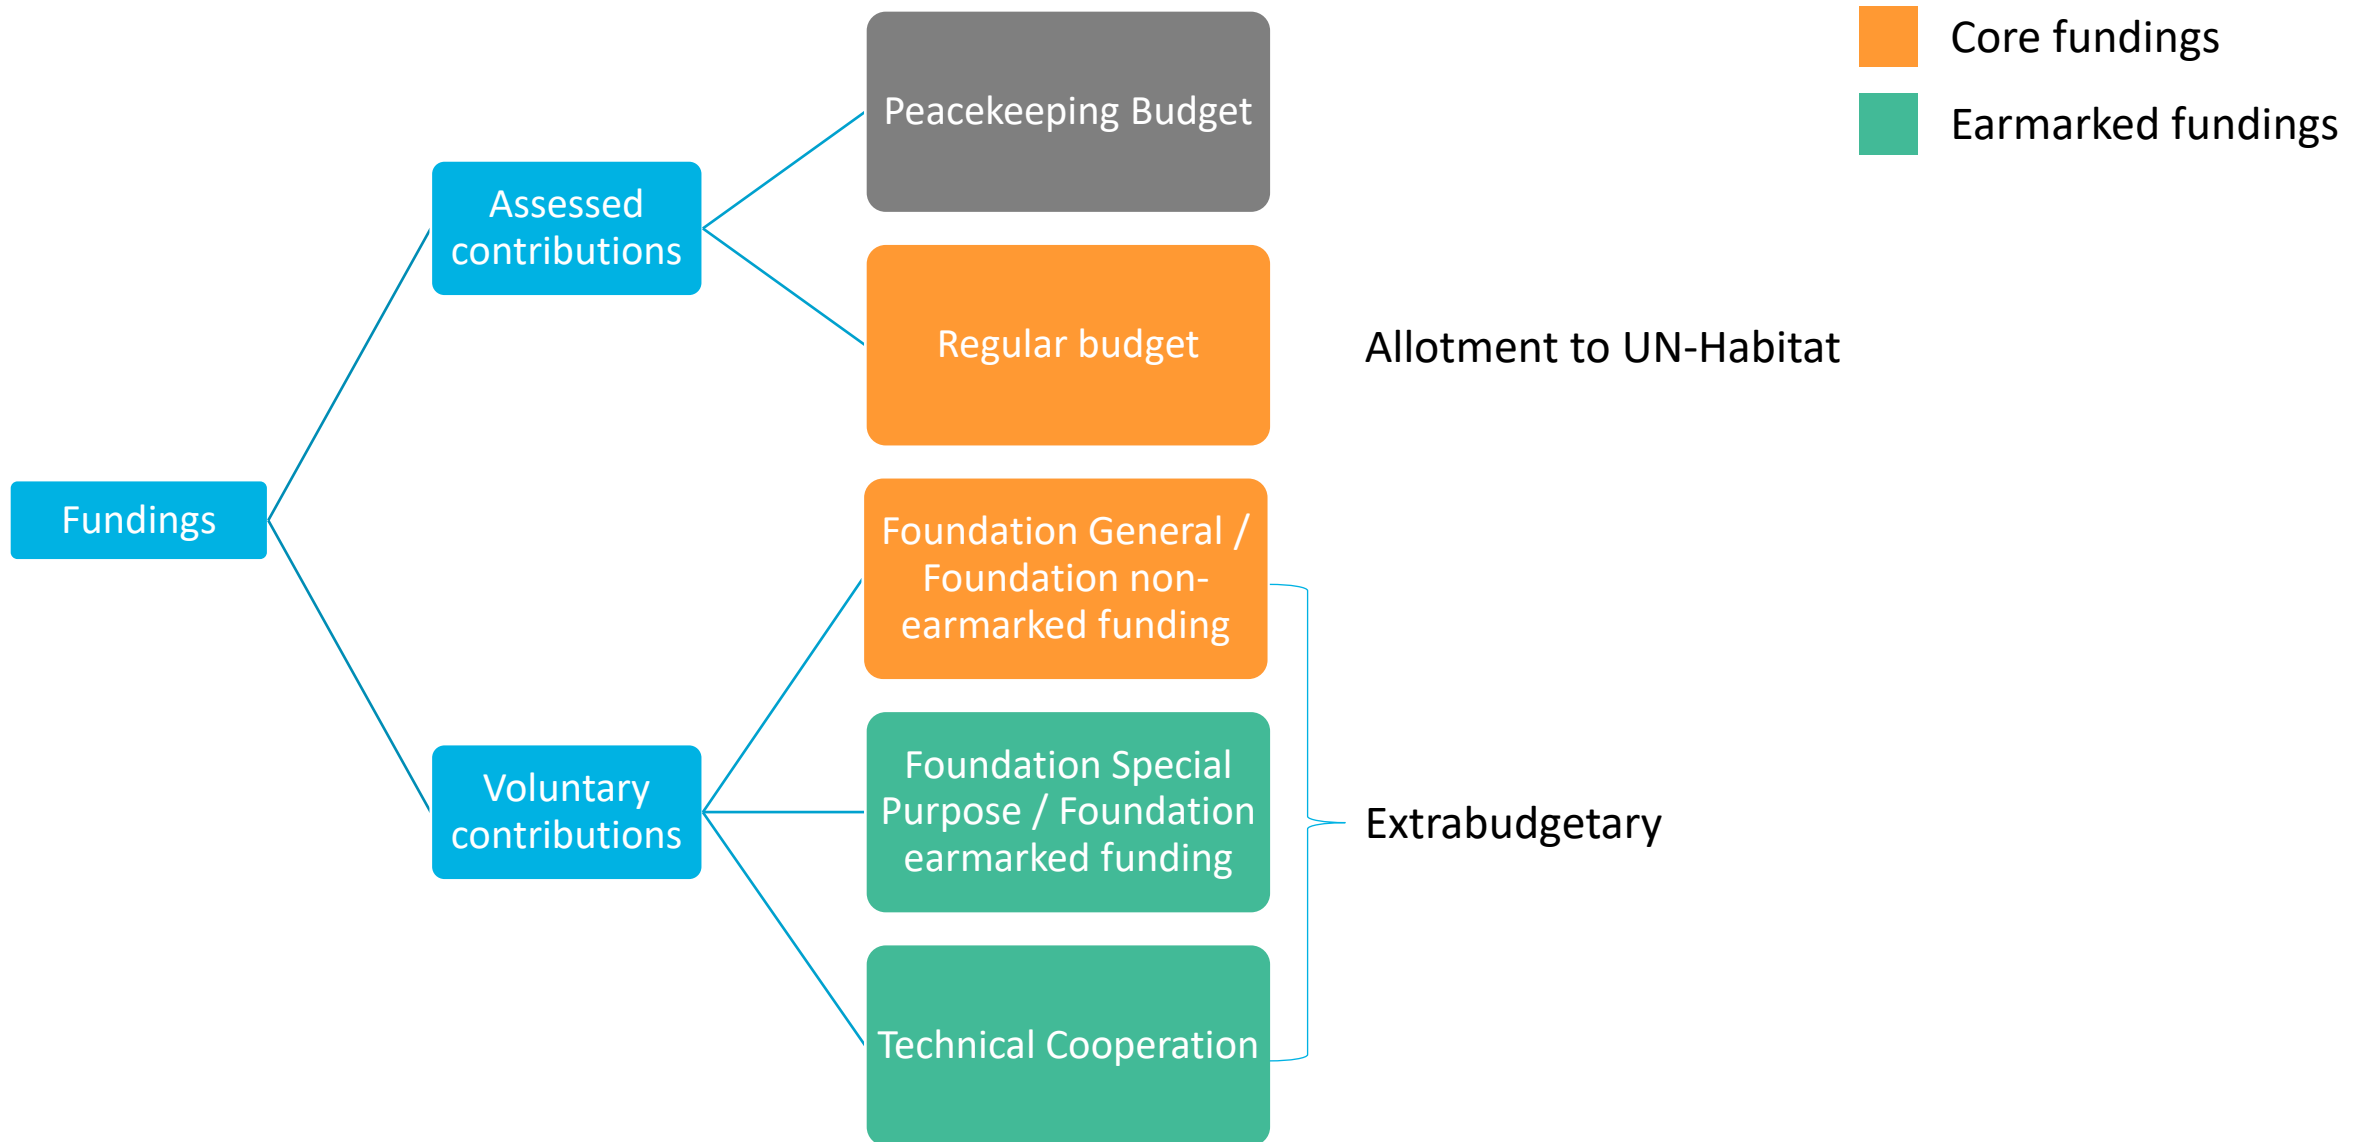 Core fundings
Earmarked fundings
Peacekeeping Budget
Assessed
contributions
Regular budget
Allotment to UN-Habitat
Fundings
Foundation General /
Foundation non-
earmarked funding
Voluntary
contributions
Foundation Special
Purpose / Foundation
earmarked funding
Extrabudgetary
Technical Cooperation